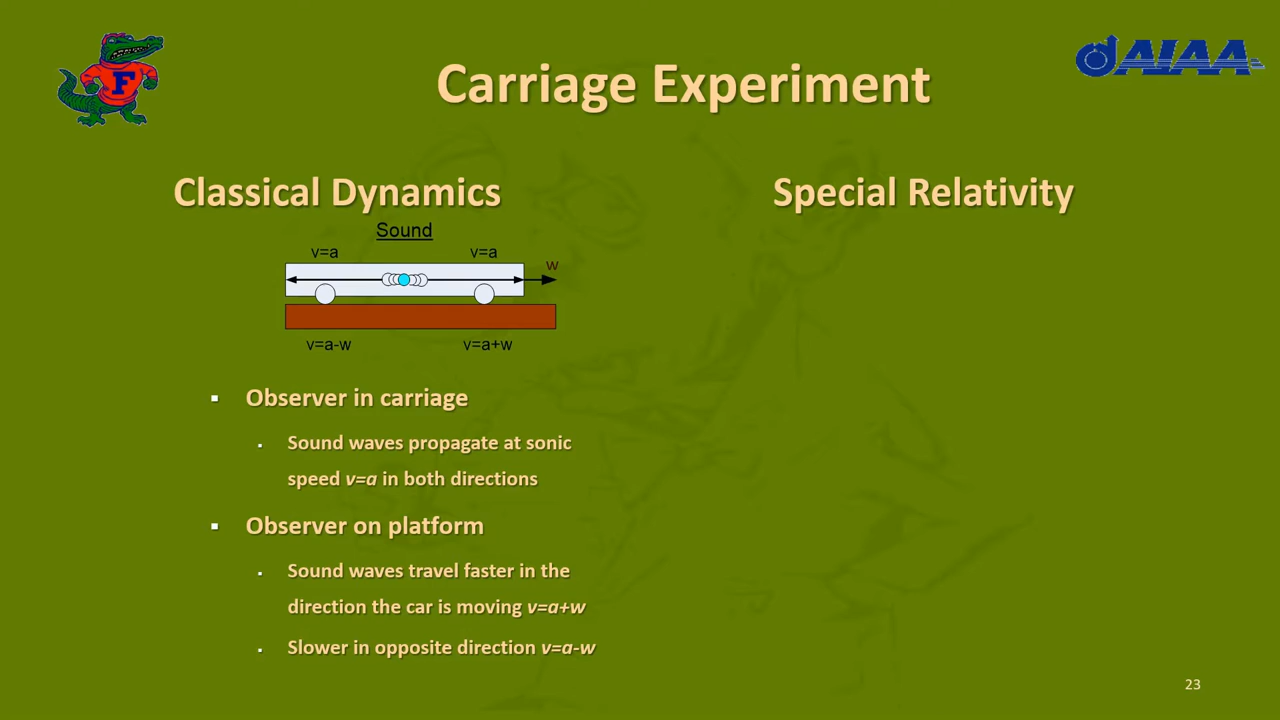 F
AIAA
Carriage Experiment
Classical Dynamics
Special Relativity
Sound
v=a
v=a
w
v=a-w
v=a+w
Observer in carriage
Sound waves propagate at sonic
speed v=a in both directions
Observer on platform
Sound waves travel faster in the
direction the car is moving v=a+w
Slower in opposite direction v=a-w
23